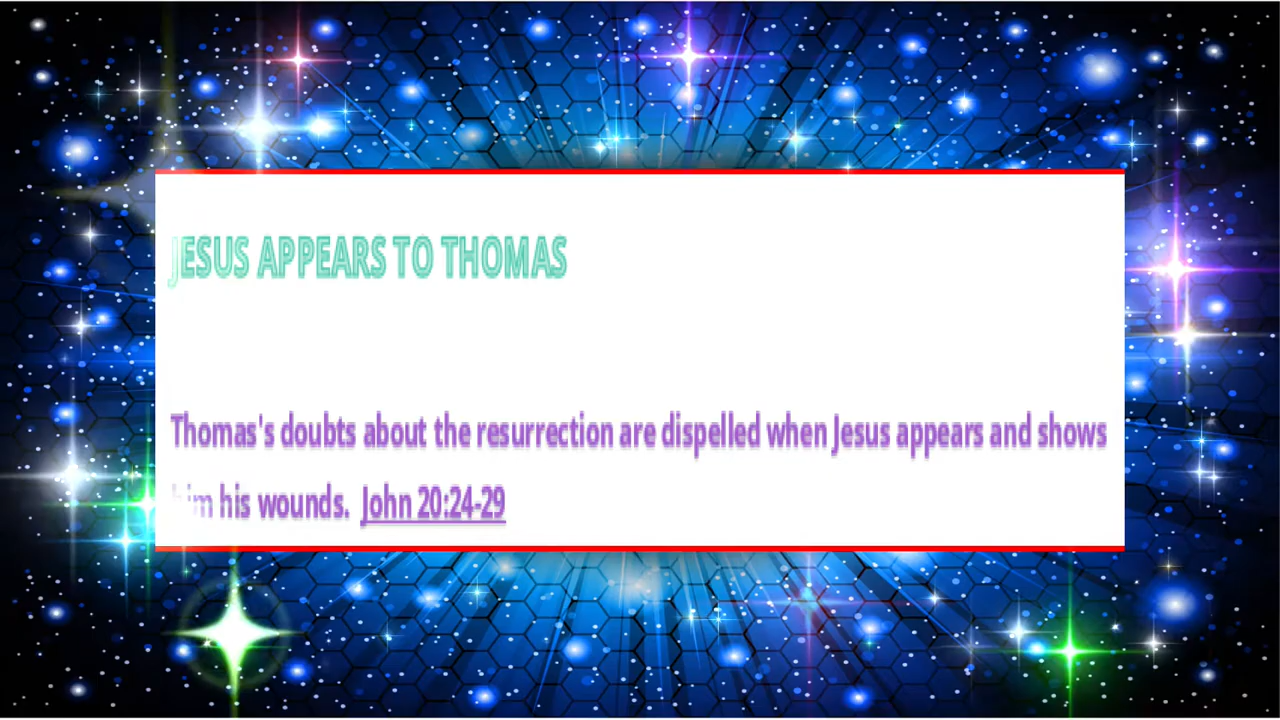 JESUS APPEARS TO THOMAS
Thomas's doubts about the resurrection are dispelled when Jesus appears and shows
him his wounds. John 20:24-29